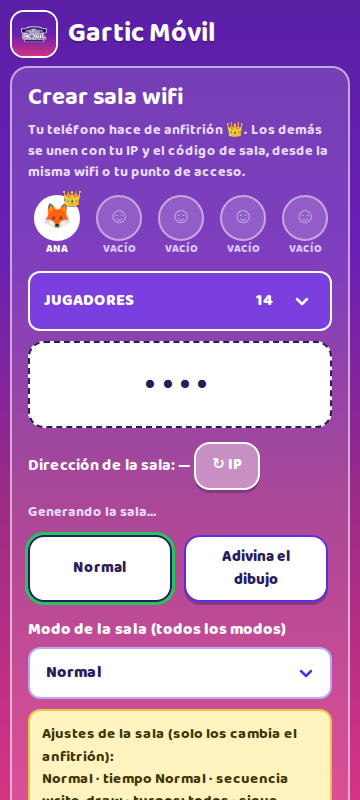 Gartic Móvil
Crear sala wifi
Tu teléfono hace de anfitrión 👑. Los demás
se unen con tu IP y el código de sala, desde la
misma wifi o tu punto de acceso.
ANA
VACÍO
VACÍO
VACÍO
VACÍO
JUGADORES 14
••••
Dirección de la sala: — ↻ IP
Generando la sala...
Normal
Adivina el
dibujo
Modo de la sala (todos los modos)
Normal
Ajustes de la sala (solo los cambia el
anfitrión):
Normal · tiempo Normal · secuencia